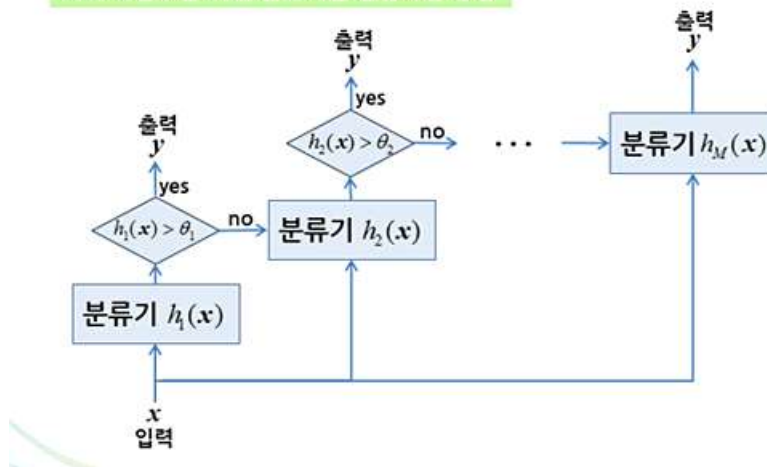 출력
y
출력
y
yes
h₂(x) > θ₂
no
...
분류기 h_M(x)
출력
y
yes
h₁(x) > θ₁
no
분류기 h₂(x)
분류기 h₁(x)
x
입력